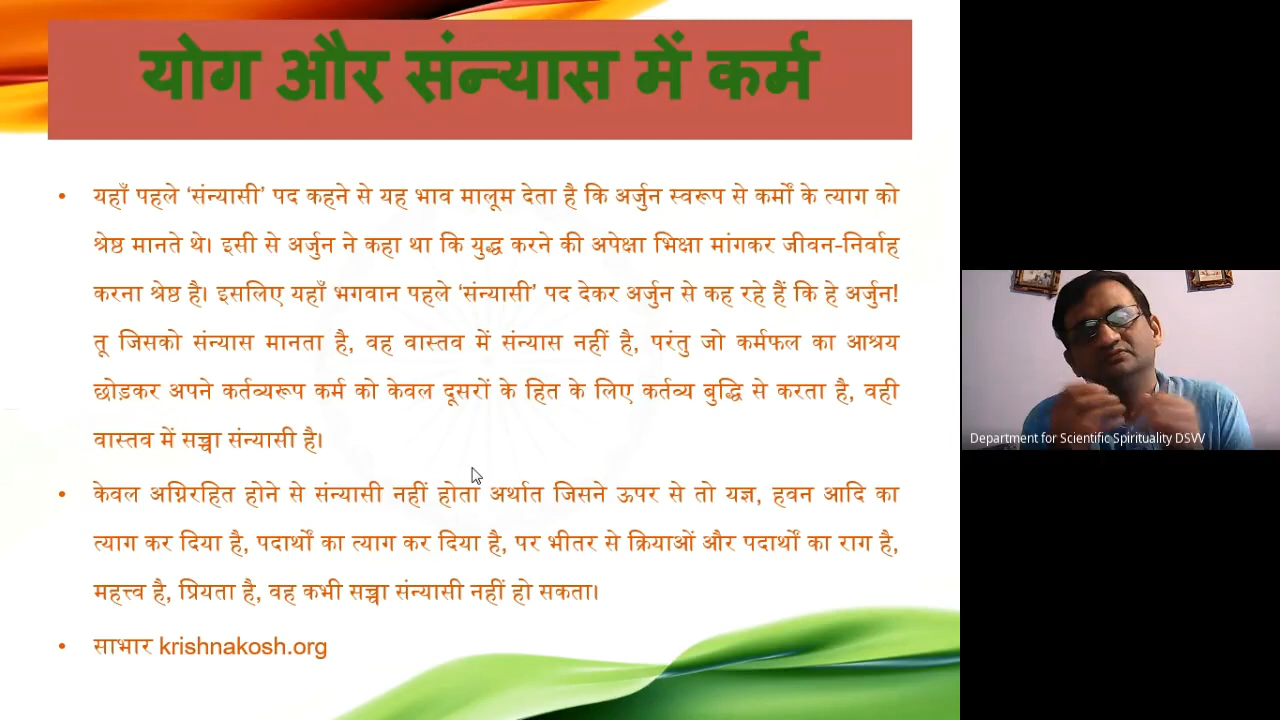 योग और संन्यास में कर्म
• यहाँ पहले ‘संन्यासी’ पद कहने से यह भाव मालूम देता है कि अर्जुन स्वरूप से कर्मों के त्याग को
श्रेष्ठ मानते थे। इसी से अर्जुन ने कहा था कि युद्ध करने की अपेक्षा भिक्षा मांगकर जीवन-निर्वाह
करना श्रेष्ठ है। इसलिए यहाँ भगवान पहले ‘संन्यासी’ पद देकर अर्जुन से कह रहे हैं कि हे अर्जुन!
तू जिसको संन्यास मानता है, वह वास्तव में संन्यास नहीं है, परंतु जो कर्मफल का आश्रय
छोड़कर अपने कर्तव्यरूप कर्म को केवल दूसरों के हित के लिए कर्तव्य बुद्धि से करता है, वही
वास्तव में सच्चा संन्यासी है।
• केवल अग्निरहित होने से संन्यासी नहीं होता अर्थात जिसने ऊपर से तो यज्ञ, हवन आदि का
त्याग कर दिया है, पदार्थों का त्याग कर दिया है, पर भीतर से क्रियाओं और पदार्थों का राग है,
महत्त्व है, प्रियता है, वह कभी सच्चा संन्यासी नहीं हो सकता।
• साभार krishnakosh.org
Department for Scientific Spirituality DSVV